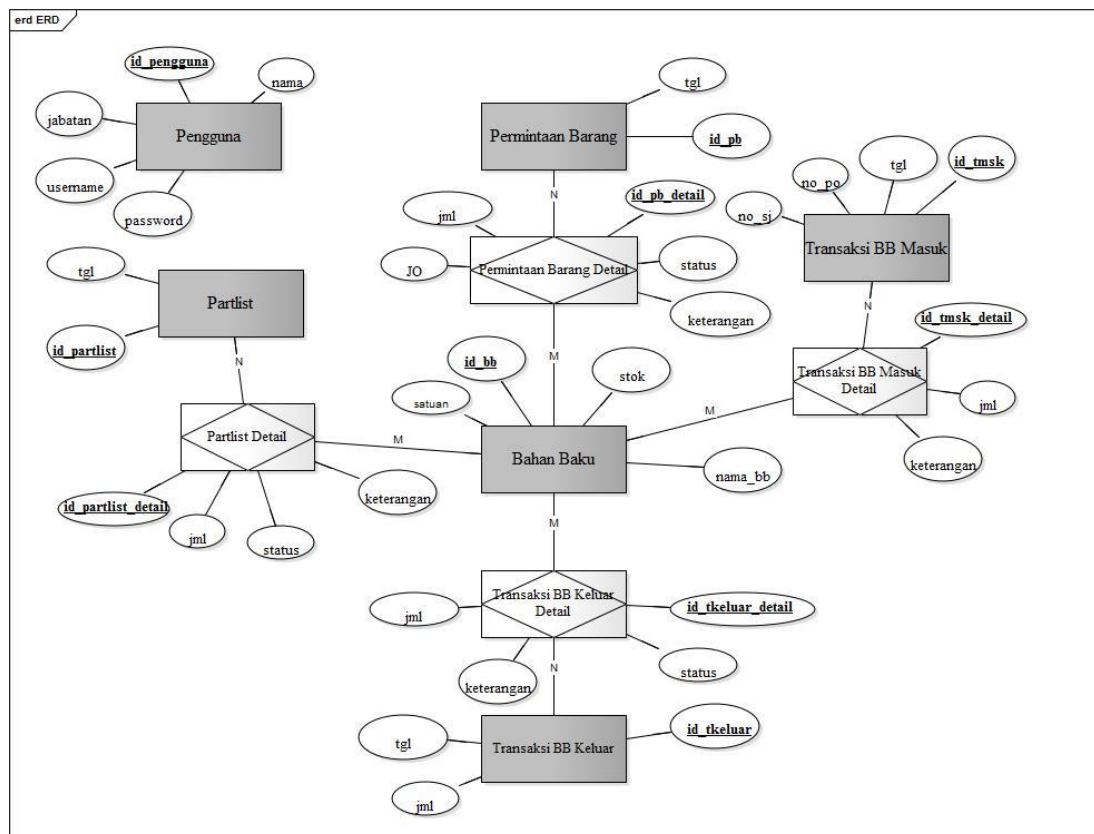 erd ERD
id_pengguna
nama
jabatan
Pengguna
username
password
tgl
Permintaan Barang
id_pb
tgl
no_po
id_tmsk
no_sj
Transaksi BB Masuk
N
id_pb_detail
jml
JO
Permintaan Barang Detail
status
keterangan
tgl
Partlist
id_partlist
N
N
id_tmsk_detail
Transaksi BB Masuk
Detail
jml
keterangan
M
M
id_bb
stok
satuan
Bahan Baku
nama_bb
Partlist Detail
M
id_partlist_detail
jml
status
keterangan
M
Transaksi BB Keluar
Detail
jml
id_tkeluar_detail
keterangan
status
N
tgl
Transaksi BB Keluar
id_tkeluar
jml